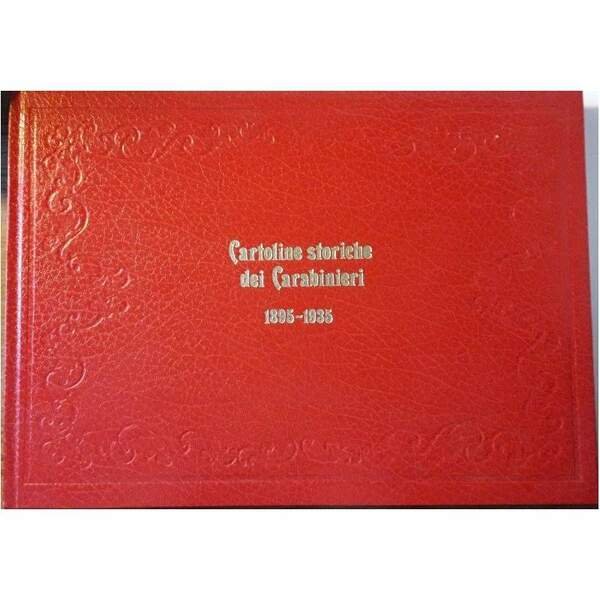 Cartoline storiche
dei Carabinieri
1895-1935